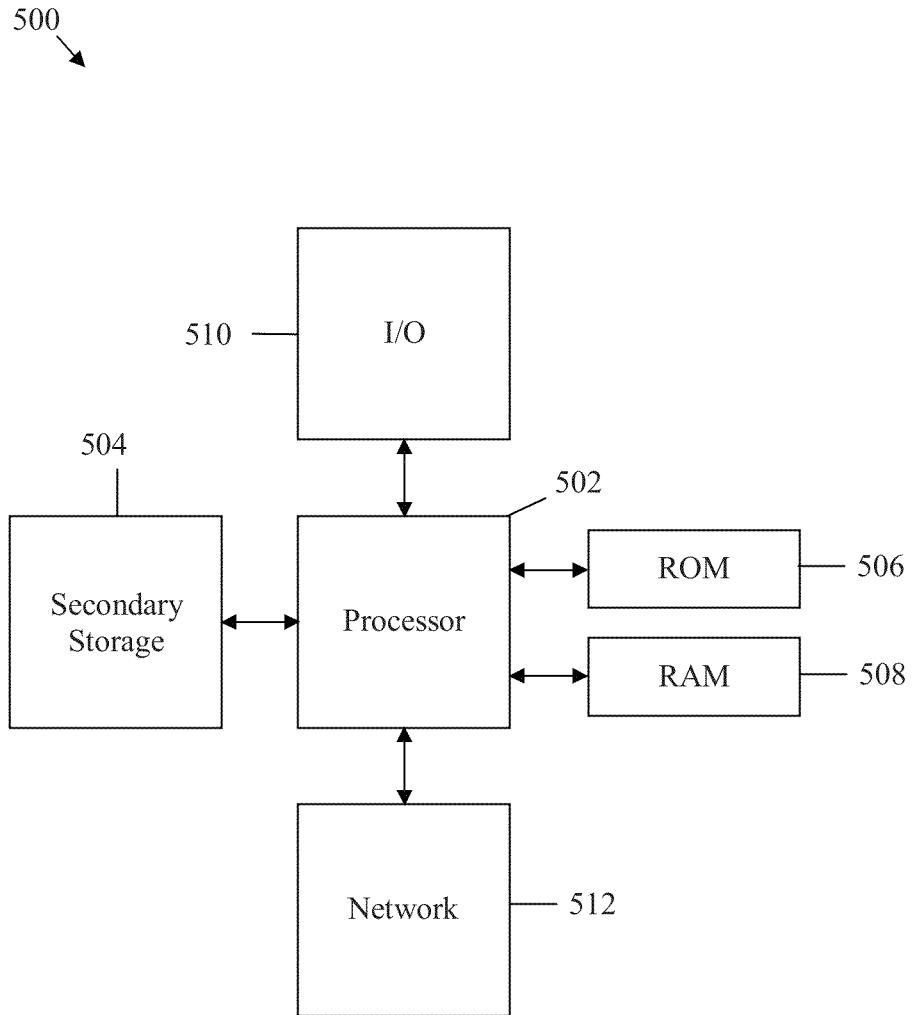 500
I/O
510
504
502
Secondary
Storage
Processor
ROM
506
RAM
508
Network
512